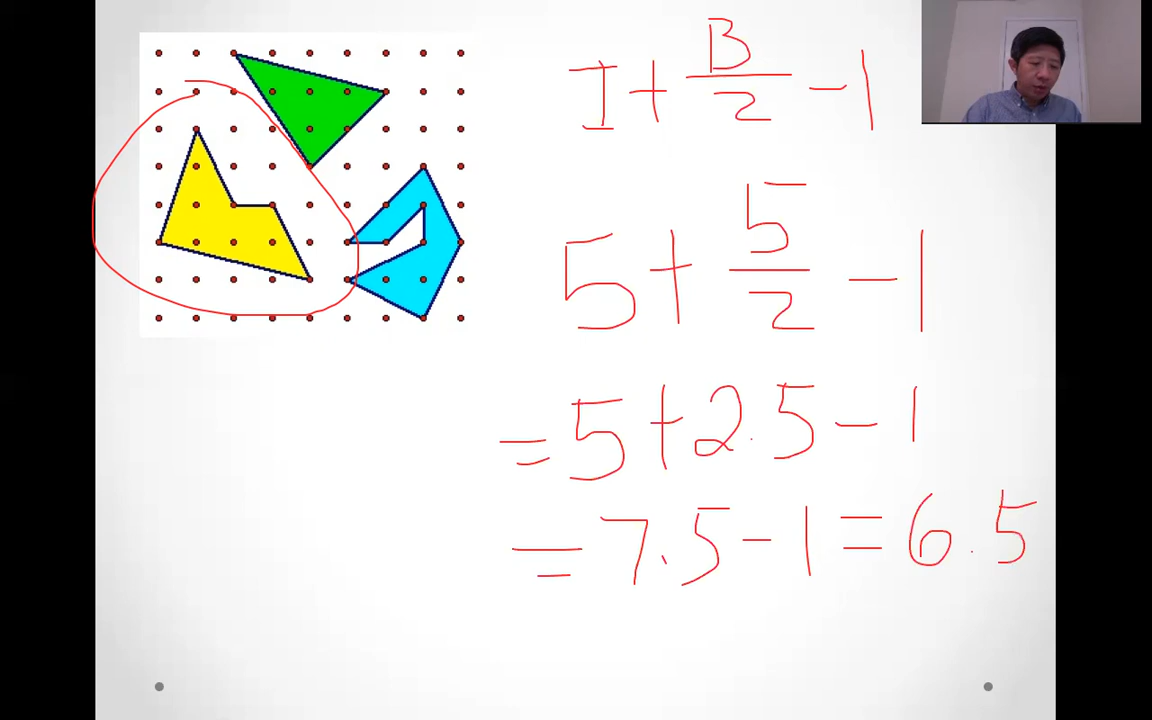 I + B/2 - 1
5 + 5/2 - 1
= 5 + 2.5 - 1
= 7.5 - 1 = 6.5